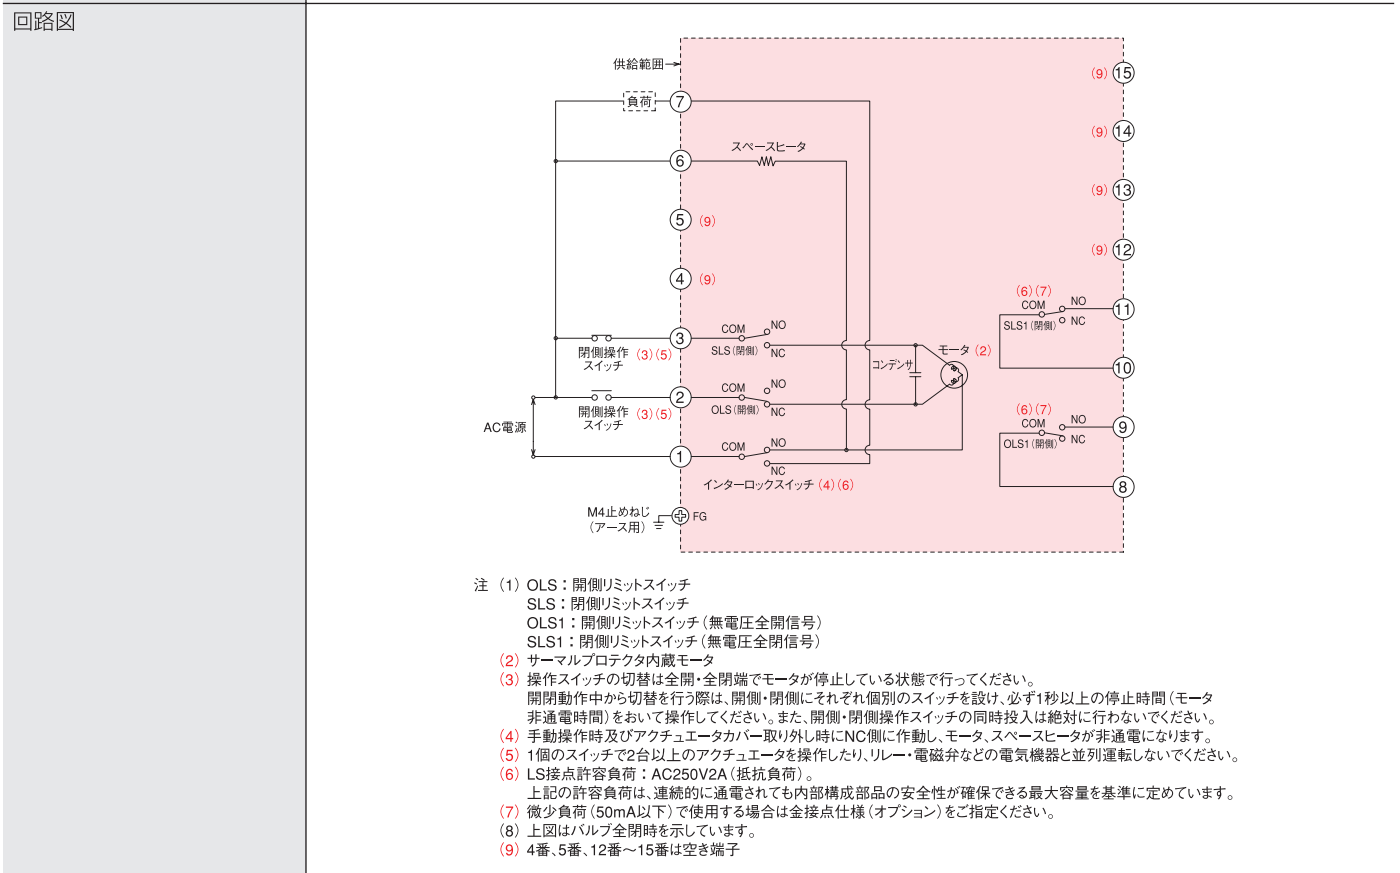 回路図
供給範囲
(9) 15
負荷 7
(9) 14
スペースヒータ
6
(9) 13
5 (9)
(9) 12
4 (9)
(6)(7)
COM NO
11
SLS1(閉側) NC
3 COM NO
SLS(閉側) NC
閉側操作 (3)(5)
スイッチ
モータ (2)
コンデンサ
10
2 COM NO
OLS(開側) NC
開側操作 (3)(5)
スイッチ
(6)(7)
COM NO
9
OLS1(開側) NC
AC電源
1 COM NO
NC
インターロックスイッチ (4)(6)
8
M4止めねじ
(アース用)
FG
注 (1) OLS：開側リミットスイッチ
SLS：閉側リミットスイッチ
OLS1：開側リミットスイッチ(無電圧全開信号)
SLS1：閉側リミットスイッチ(無電圧全閉信号)
(2) サーマルプロテクタ内蔵モータ
(3) 操作スイッチの切替は全開・全閉端でモータが停止している状態で行ってください。
開閉動作中から切替を行う際は、開側・閉側にそれぞれ個別のスイッチを設け、必ず1秒以上の停止時間(モータ
非通電時間)をおいて操作してください。また、開側・閉側操作スイッチの同時投入は絶対に行わないでください。
(4) 手動操作時及びアクチュエータカバー取り外し時にNC側に作動し、モータ、スペースヒータが非通電になります。
(5) 1個のスイッチで2台以上のアクチュエータを操作したり、リレー・電磁弁などの電気機器と並列運転しないでください。
(6) LS接点許容負荷：AC250V2A(抵抗負荷)。
上記の許容負荷は、連続的に通電されても内部構成部品の安全性が確保できる最大容量を基準に定めています。
(7) 微少負荷(50mA以下)で使用する場合は金接点仕様(オプション)をご指定ください。
(8) 上図はバルブ全閉時を示しています。
(9) 4番、5番、12番～15番は空き端子